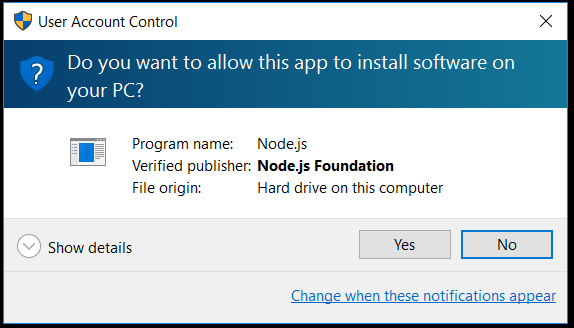 User Account Control
Do you want to allow this app to install software on
your PC?
Program name: Node.js
Verified publisher: Node.js Foundation
File origin: Hard drive on this computer
Show details
Yes
No
Change when these notifications appear